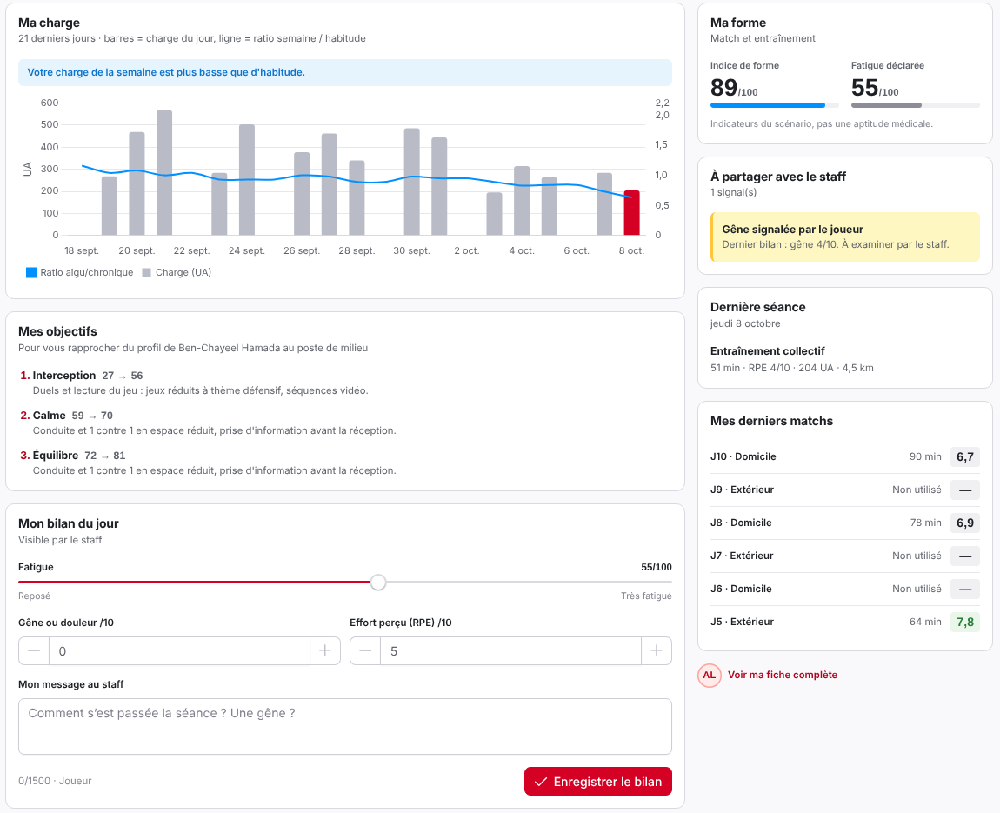 Ma charge
21 derniers jours · barres = charge du jour, ligne = ratio semaine / habitude
Votre charge de la semaine est plus basse que d'habitude.
600
500
400
300
200
100
0
UA
2,2
2,0
1,5
1,0
0,5
0
18 sept. 20 sept. 22 sept. 24 sept. 26 sept. 28 sept. 30 sept. 2 oct. 4 oct. 6 oct. 8 oct.
Ratio aigu/chronique Charge (UA)
Mes objectifs
Pour vous rapprocher du profil de Ben-Chayeel Hamada au poste de milieu
1. Interception 27 → 56
Duels et lecture du jeu : jeux réduits à thème défensif, séquences vidéo.
2. Calme 59 → 70
Conduite et 1 contre 1 en espace réduit, prise d'information avant la réception.
3. Équilibre 72 → 81
Conduite et 1 contre 1 en espace réduit, prise d'information avant la réception.
Mon bilan du jour
Visible par le staff
Fatigue 55/100
Reposé Très fatigué
Gêne ou douleur /10 Effort perçu (RPE) /10
— 0 + — 5 +
Mon message au staff
Comment s'est passée la séance ? Une gêne ?
0/1500 · Joueur
Enregistrer le bilan
Ma forme
Match et entraînement
Indice de forme Fatigue déclarée
89/100 55/100
Indicateurs du scénario, pas une aptitude médicale.
À partager avec le staff
1 signal(s)
Gêne signalée par le joueur
Dernier bilan : gêne 4/10. À examiner par le staff.
Dernière séance
jeudi 8 octobre
Entraînement collectif
51 min · RPE 4/10 · 204 UA · 4,5 km
Mes derniers matchs
J10 · Domicile 90 min 6,7
J9 · Extérieur Non utilisé —
J8 · Domicile 78 min 6,9
J7 · Extérieur Non utilisé —
J6 · Domicile Non utilisé —
J5 · Extérieur 64 min 7,8
AL Voir ma fiche complète